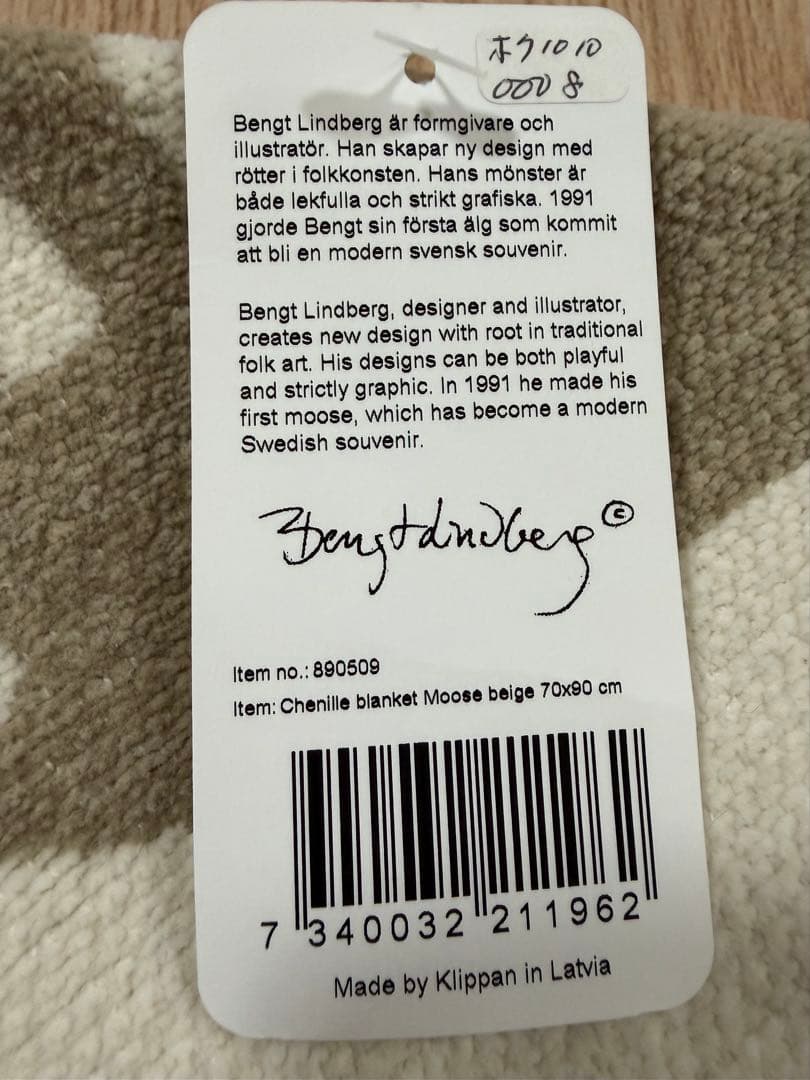 ホク1010
0008
Bengt Lindberg är formgivare och
illustratör. Han skapar ny design med
rötter i folkkonsten. Hans mönster är
både lekfulla och strikt grafiska. 1991
gjorde Bengt sin första älg som kommit
att bli en modern svensk souvenir.
Bengt Lindberg, designer and illustrator,
creates new design with root in traditional
folk art. His designs can be both playful
and strictly graphic. In 1991 he made his
first moose, which has become a modern
Swedish souvenir.
Bengt Lindberg ©
Item no.: 890509
Item: Chenille blanket Moose beige 70x90 cm
7 340032 211962
Made by Klippan in Latvia